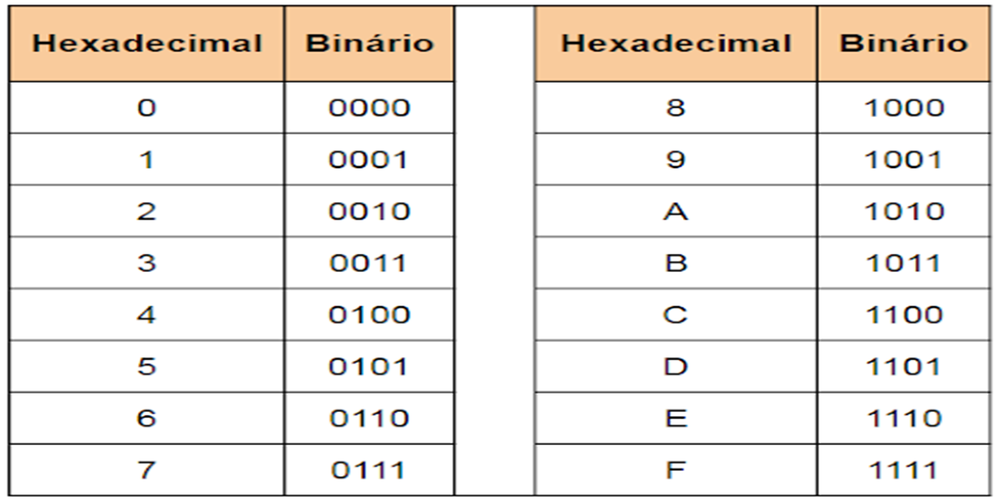 Hexadecimal Binário Hexadecimal Binário
0 0000 8 1000
1 0001 9 1001
2 0010 A 1010
3 0011 B 1011
4 0100 C 1100
5 0101 D 1101
6 0110 E 1110
7 0111 F 1111